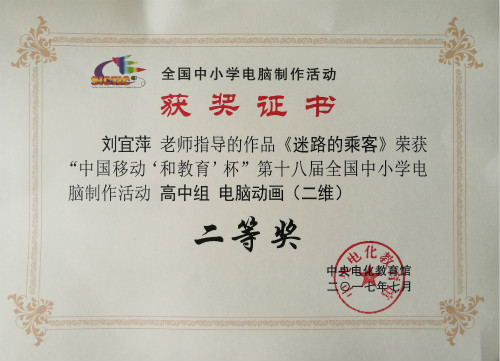 全国中小学电脑制作活动
获奖证书
刘宜萍 老师指导的作品《迷路的乘客》荣获
“中国移动‘和教育’杯”第十八届全国中小学电
脑制作活动 高中组 电脑动画（二维）
二等奖
中央电化教育馆
二〇一七年七月